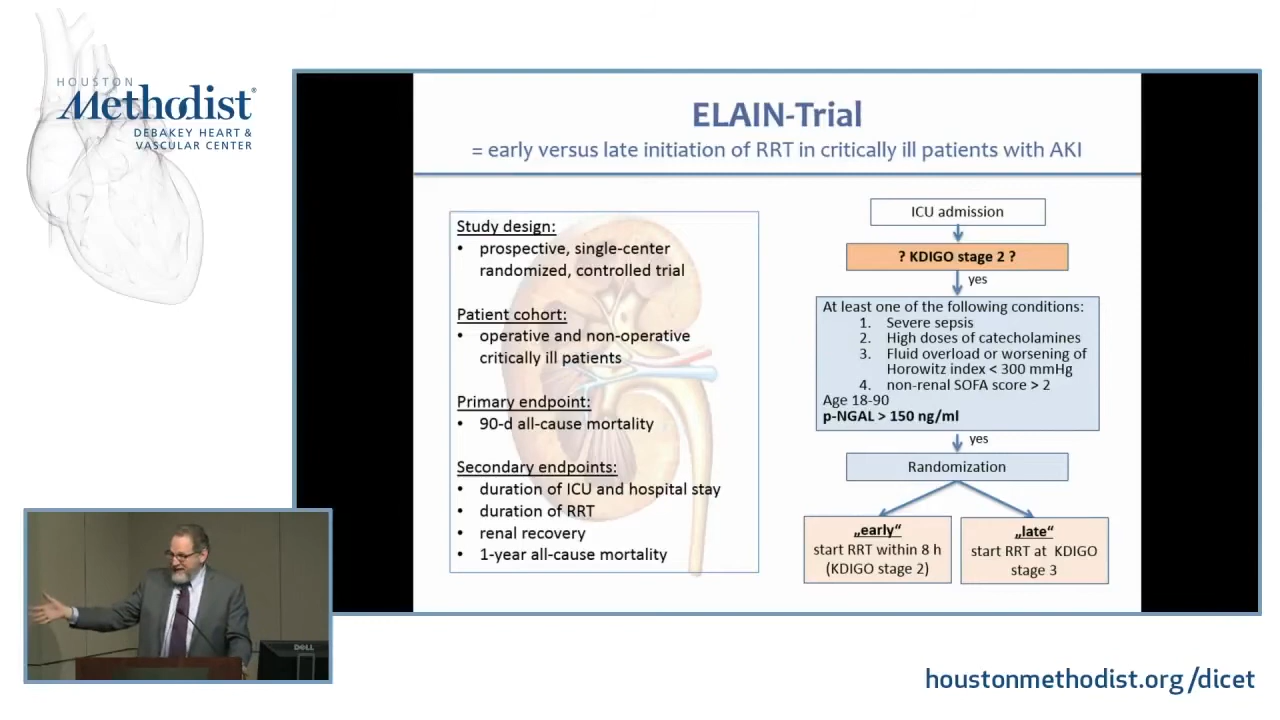 HOUSTON
Methodist®
DEBAKEY HEART &
VASCULAR CENTER
ELAIN-Trial
= early versus late initiation of RRT in critically ill patients with AKI
Study design:
• prospective, single-center
randomized, controlled trial
Patient cohort:
• operative and non-operative
critically ill patients
Primary endpoint:
• 90-d all-cause mortality
Secondary endpoints:
• duration of ICU and hospital stay
• duration of RRT
• renal recovery
• 1-year all-cause mortality
ICU admission
? KDIGO stage 2 ?
yes
At least one of the following conditions:
1. Severe sepsis
2. High doses of catecholamines
3. Fluid overload or worsening of
Horowitz index < 300 mmHg
4. non-renal SOFA score > 2
Age 18-90
p-NGAL > 150 ng/ml
yes
Randomization
„early“
start RRT within 8 h
(KDIGO stage 2)
„late“
start RRT at KDIGO
stage 3
DELL
houstonmethodist.org/dicet